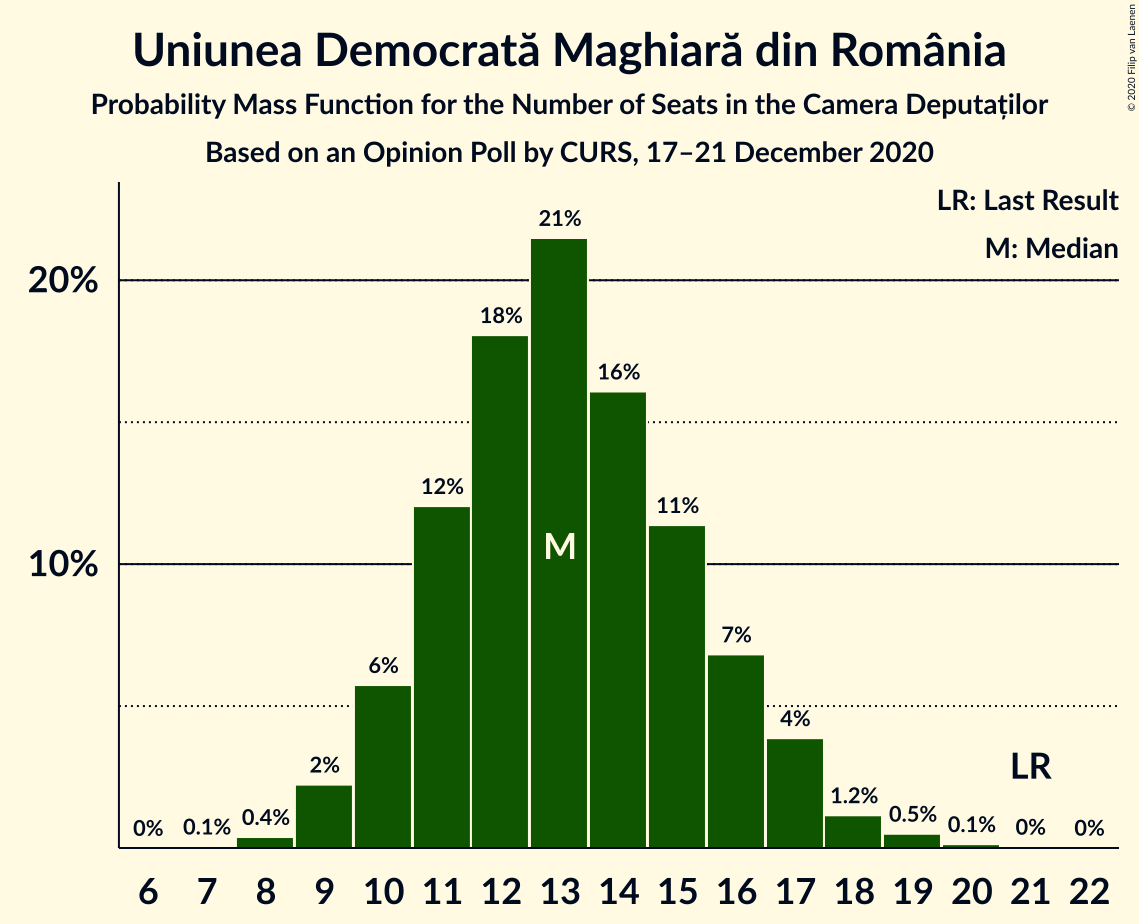 Uniunea Democrată Maghiară din România
Probability Mass Function for the Number of Seats in the Camera Deputaților
Based on an Opinion Poll by CURS, 17–21 December 2020
© 2020 Filip van Laenen
LR: Last Result
M: Median
20%
10%
0%
0.1%
0.4%
2%
6%
12%
18%
21%
16%
11%
7%
4%
1.2%
0.5%
0.1%
0%
0%
M
LR
6 7 8 9 10 11 12 13 14 15 16 17 18 19 20 21 22